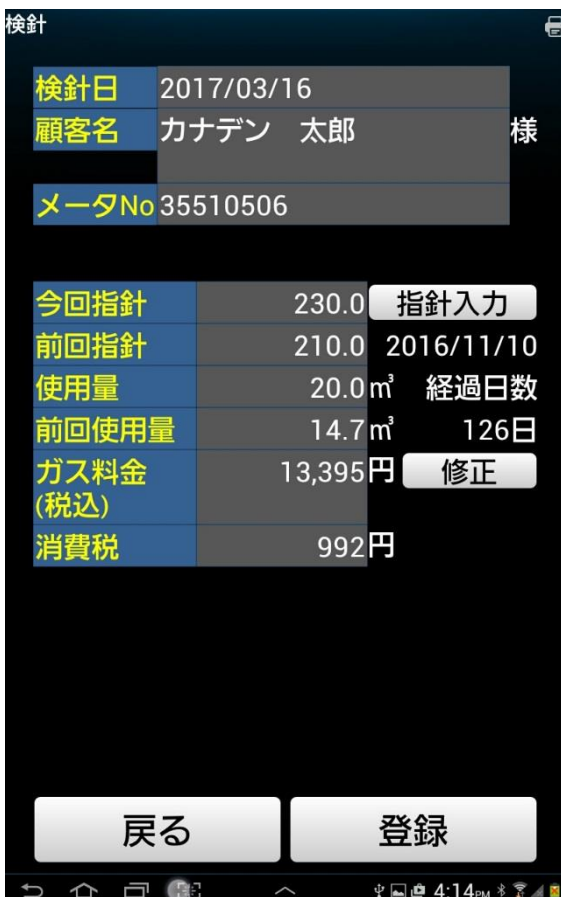 検針
検針日 2017/03/16
顧客名 カナデン 太郎 様
メータNo 35510506
今回指針 230.0 指針入力
前回指針 210.0 2016/11/10
使用量 20.0㎥ 経過日数
前回使用量 14.7㎥ 126日
ガス料金 13,395円 修正
(税込)
消費税 992円
戻る 登録
4:14PM